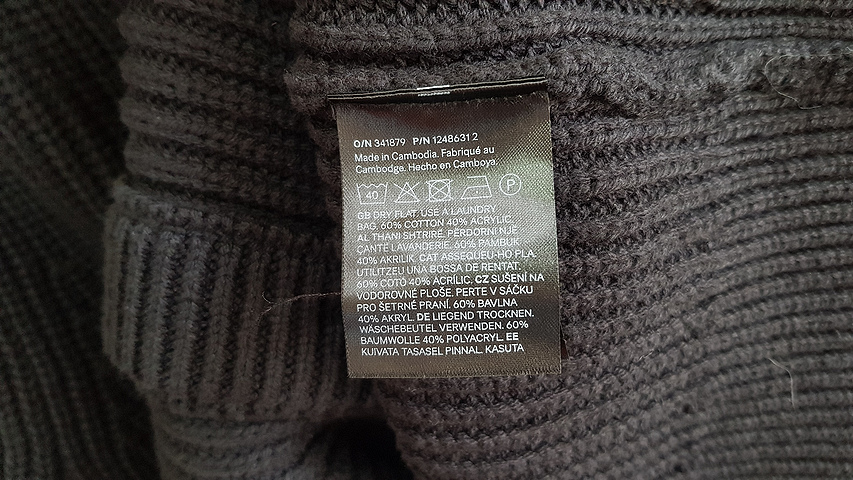 O/N 341879 P/N 1248631 2
Made in Cambodia. Fabriqué au
Cambodge. Hecho en Camboya.
40 P
GB DRY FLAT. USE A LAUNDRY
BAG. 60% COTTON 40% ACRYLIC
AL THANI SHTRIRË. PËRDORNI NJË
ÇANTË LAVANDERIE. 60% PAMBUK
40% AKRILIK. CAT ASSEQUEU-HO PLA.
UTILITZEU UNA BOSSA DE RENTAT.
60% COTÓ 40% ACRÍLIC. CZ SUŠENÍ NA
VODOROVNÉ PLOŠE. PERTE V SÁČKU
PRO ŠETRNÉ PRANÍ. 60% BAVLNA
40% AKRYL. DE LIEGEND TROCKNEN.
WÄSCHEBEUTEL VERWENDEN. 60%
BAUMWOLLE 40% POLYACRYL. EE
KUIVATA TASASEL PINNAL. KASUTA